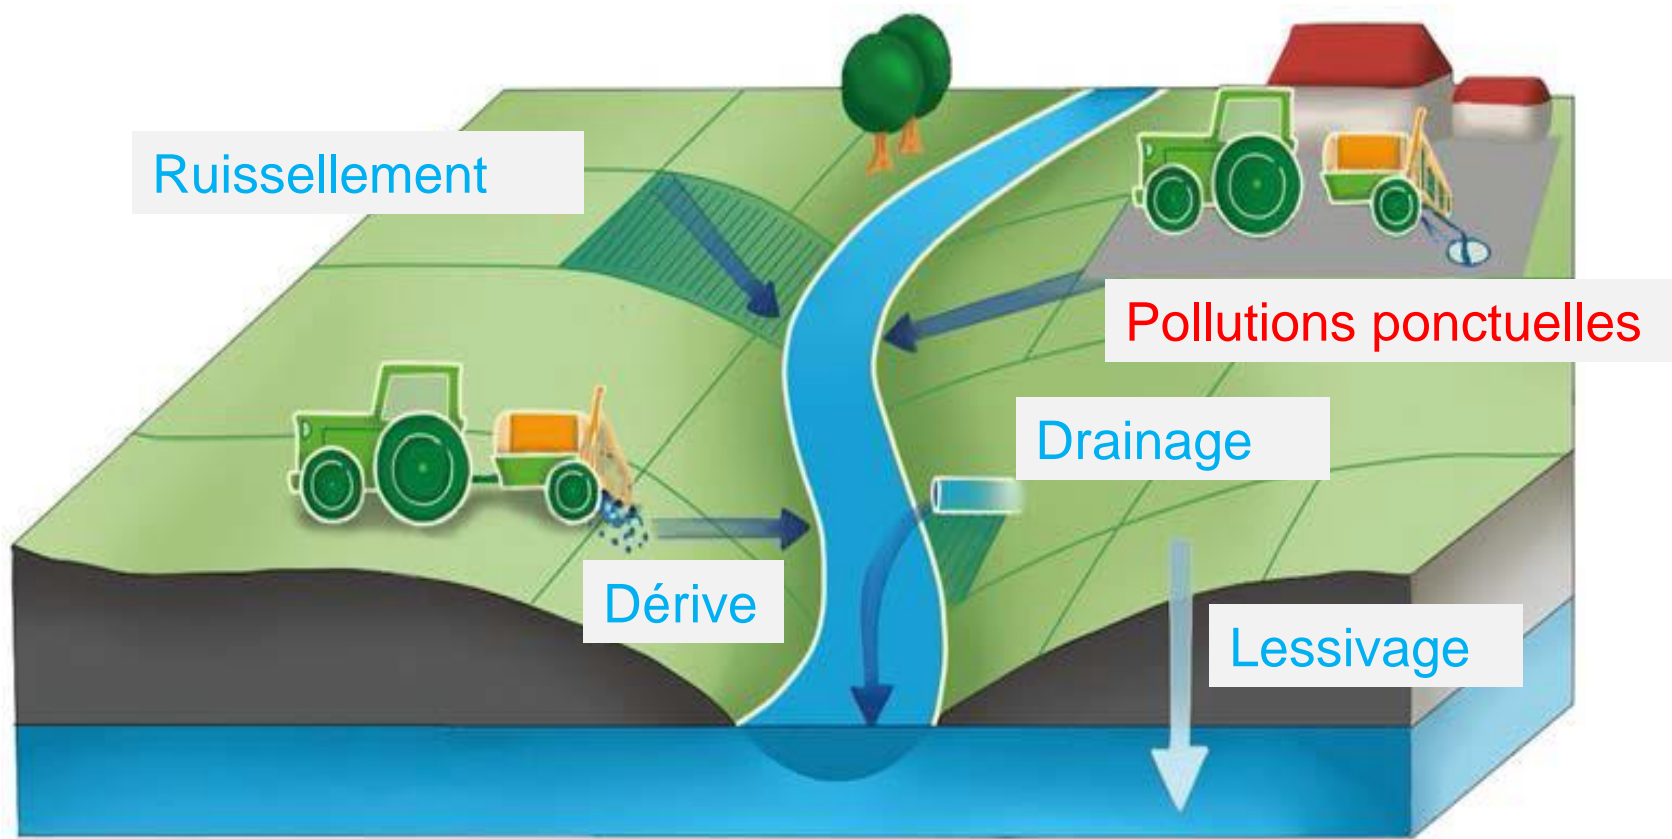 Ruissellement
Pollutions ponctuelles
Drainage
Dérive
Lessivage